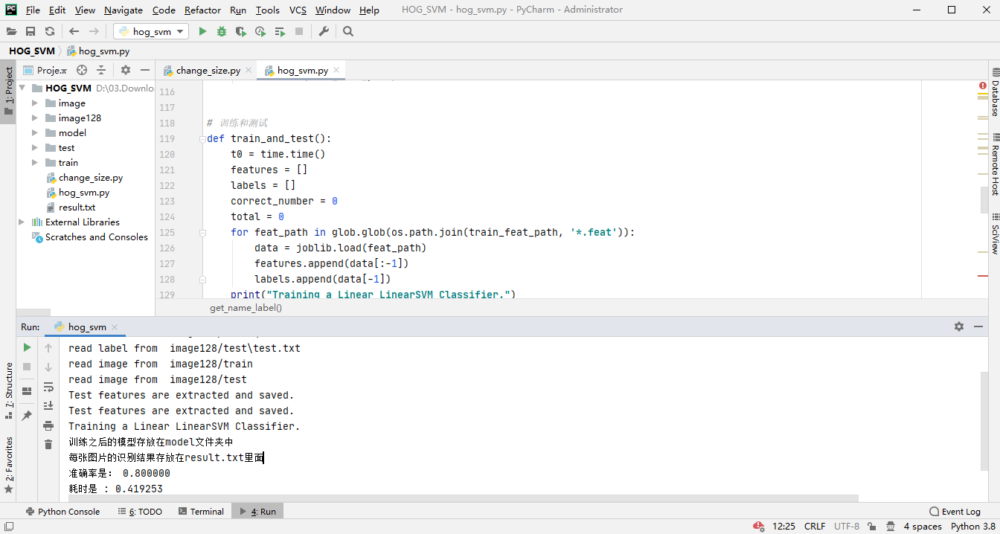 File Edit View Navigate Code Refactor Run Tools VCS Window Help HOG_SVM - hog_svm.py - PyCharm - Administrator
hog_svm
HOG_SVM hog_svm.py
1: Project
Proje..
change_size.py
hog_svm.py
HOG_SVM D:\03.Downlo
image
image128
model
test
train
change_size.py
hog_svm.py
result.txt
External Libraries
Scratches and Consoles
116
117
118 # 训练和测试
119 def train_and_test():
120 t0 = time.time()
121 features = []
122 labels = []
123 correct_number = 0
124 total = 0
125 for feat_path in glob.glob(os.path.join(train_feat_path, '*.feat')):
126 data = joblib.load(feat_path)
127 features.append(data[:-1])
128 labels.append(data[-1])
129 print("Training a Linear LinearSVM Classifier.")
get_name_label()
Database
Remote Host
SciView
Run: hog_svm
read label from  image128/test\test.txt
read image from  image128/train
read image from  image128/test
Test features are extracted and saved.
Test features are extracted and saved.
Training a Linear LinearSVM Classifier.
训练之后的模型存放在model文件夹中
每张图片的识别结果存放在result.txt里面
准确率是： 0.800000
耗时是 : 0.419253
7: Structure
2: Favorites
Python Console 6: TODO Terminal 4: Run Event Log
12:25 CRLF UTF-8 4 spaces Python 3.8